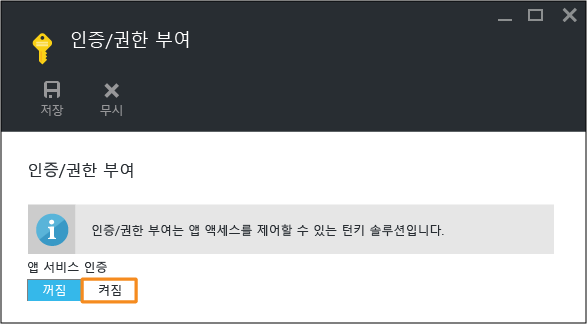 인증/권한 부여
저장 무시
인증/권한 부여
인증/권한 부여는 앱 액세스를 제어할 수 있는 턴키 솔루션입니다.
앱 서비스 인증
꺼짐 켜짐